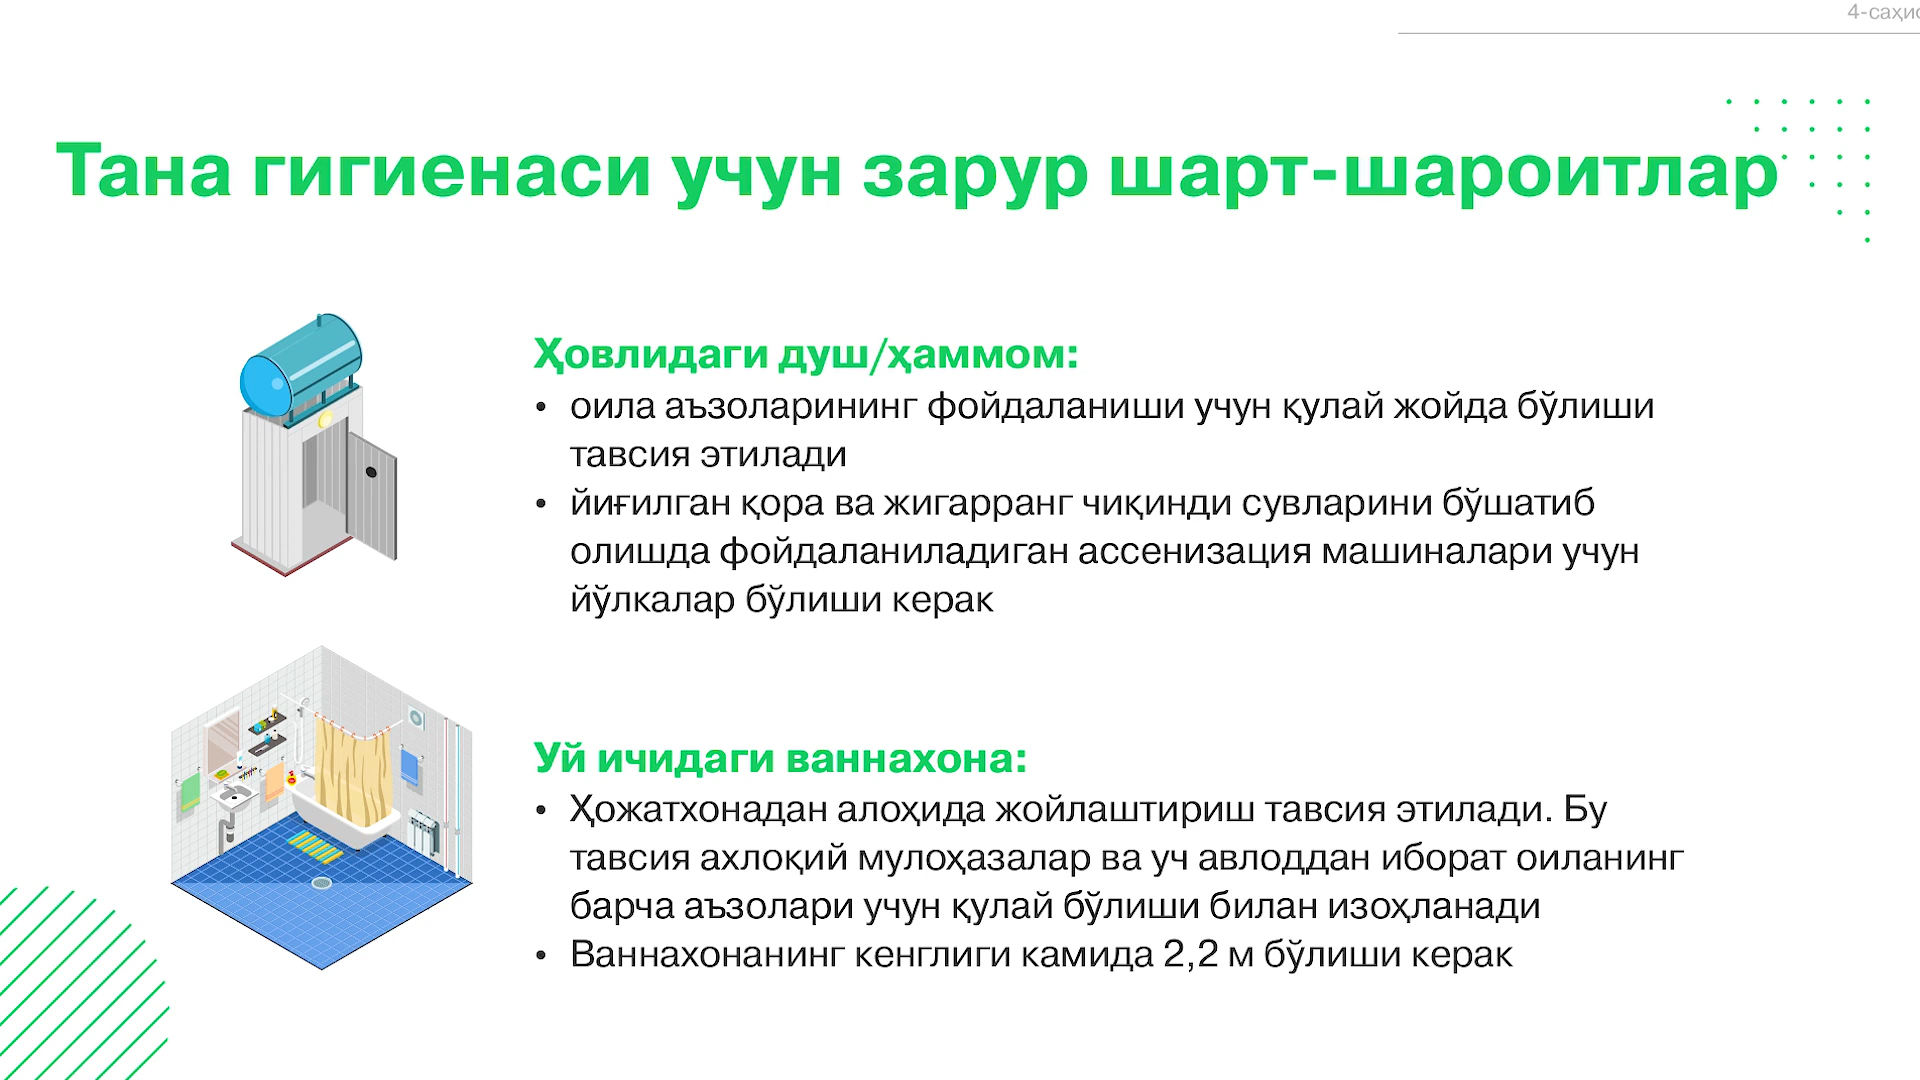 Тана гигиенаси учун зарур шарт-шароитлар
Ҳовлидаги душ/ҳаммом:
• оила аъзоларининг фойдаланиши учун қулай жойда бўлиши
тавсия этилади
• йиғилган қора ва жигарранг чиқинди сувларини бўшатиб
олишда фойдаланиладиган ассенизация машиналари учун
йўлкалар бўлиши керак
Уй ичидаги ваннахона:
• Ҳожатхонадан алоҳида жойлаштириш тавсия этилади. Бу
тавсия ахлоқий мулоҳазалар ва уч авлоддан иборат оиланинг
барча аъзолари учун қулай бўлиши билан изоҳланади
• Ваннахонанинг кенглиги камида 2,2 м бўлиши керак